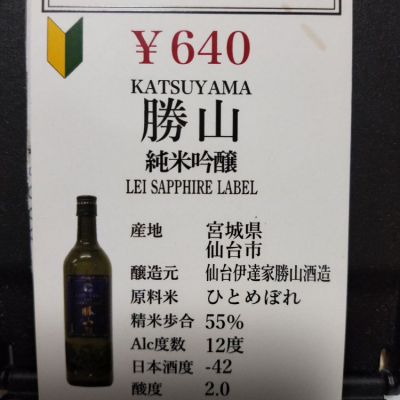 ¥640
KATSUYAMA
勝山
純米吟醸
LEI SAPPHIRE LABEL
産地 宮城県
仙台市
醸造元 仙台伊達家勝山酒造
原料米 ひとめぼれ
精米歩合 55%
Alc度数 12度
日本酒度 -42
酸度 2.0
勝山